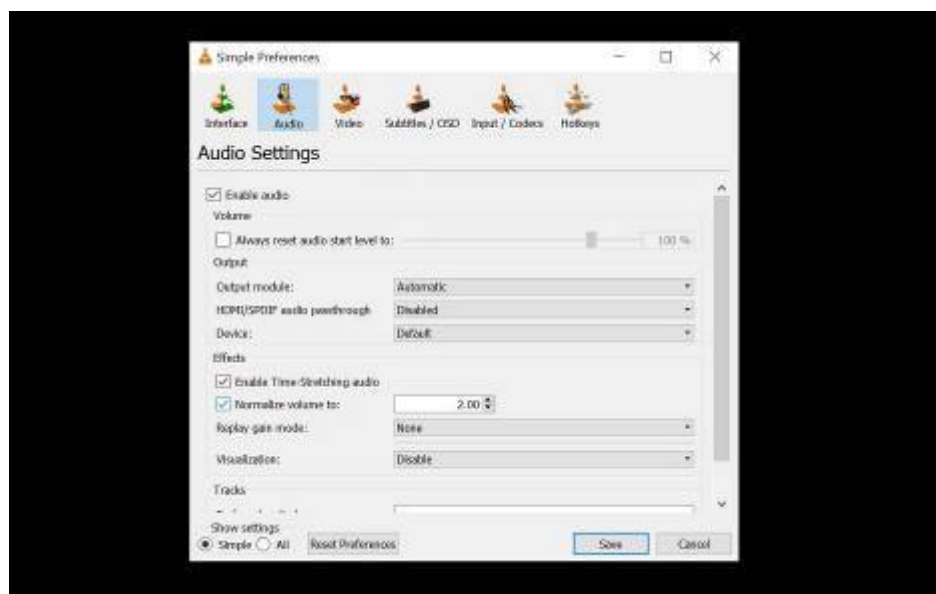 Simple Preferences
Interface Audio Video Subtitles / OSD Input / Codecs Hotkeys
Audio Settings
Enable audio
Volume
Always reset audio start level to: 100 %
Output
Output module: Automatic
HDMI/SPDIF audio passthrough Disabled
Device: Default
Effects
Enable Time-Stretching audio
Normalize volume to: 2.00
Replay gain mode: None
Visualization: Disable
Tracks
Show settings
Simple All Reset Preferences Save Cancel